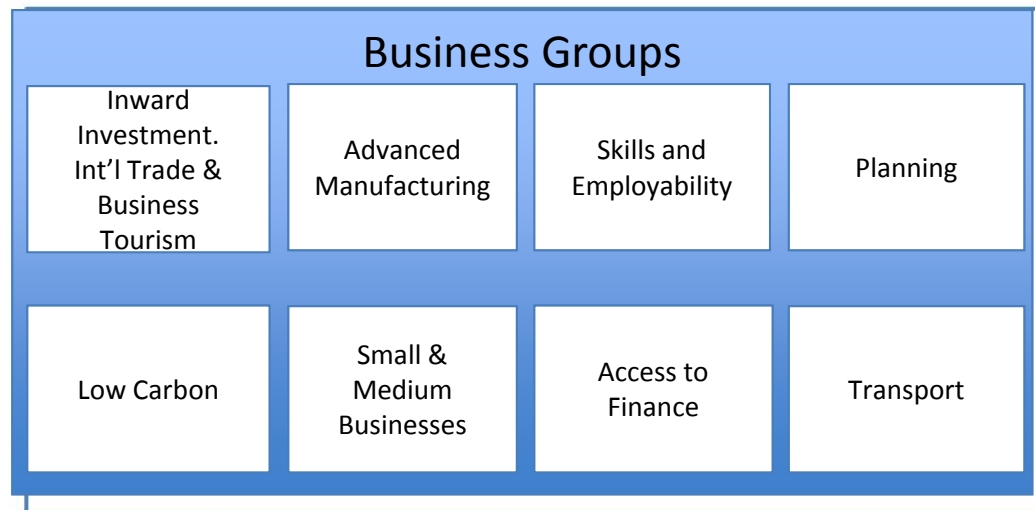 Business Groups
Inward
Investment.
Int'l Trade &
Business
Tourism
Advanced
Manufacturing
Skills and
Employability
Planning
Low Carbon
Small &
Medium
Businesses
Access to
Finance
Transport